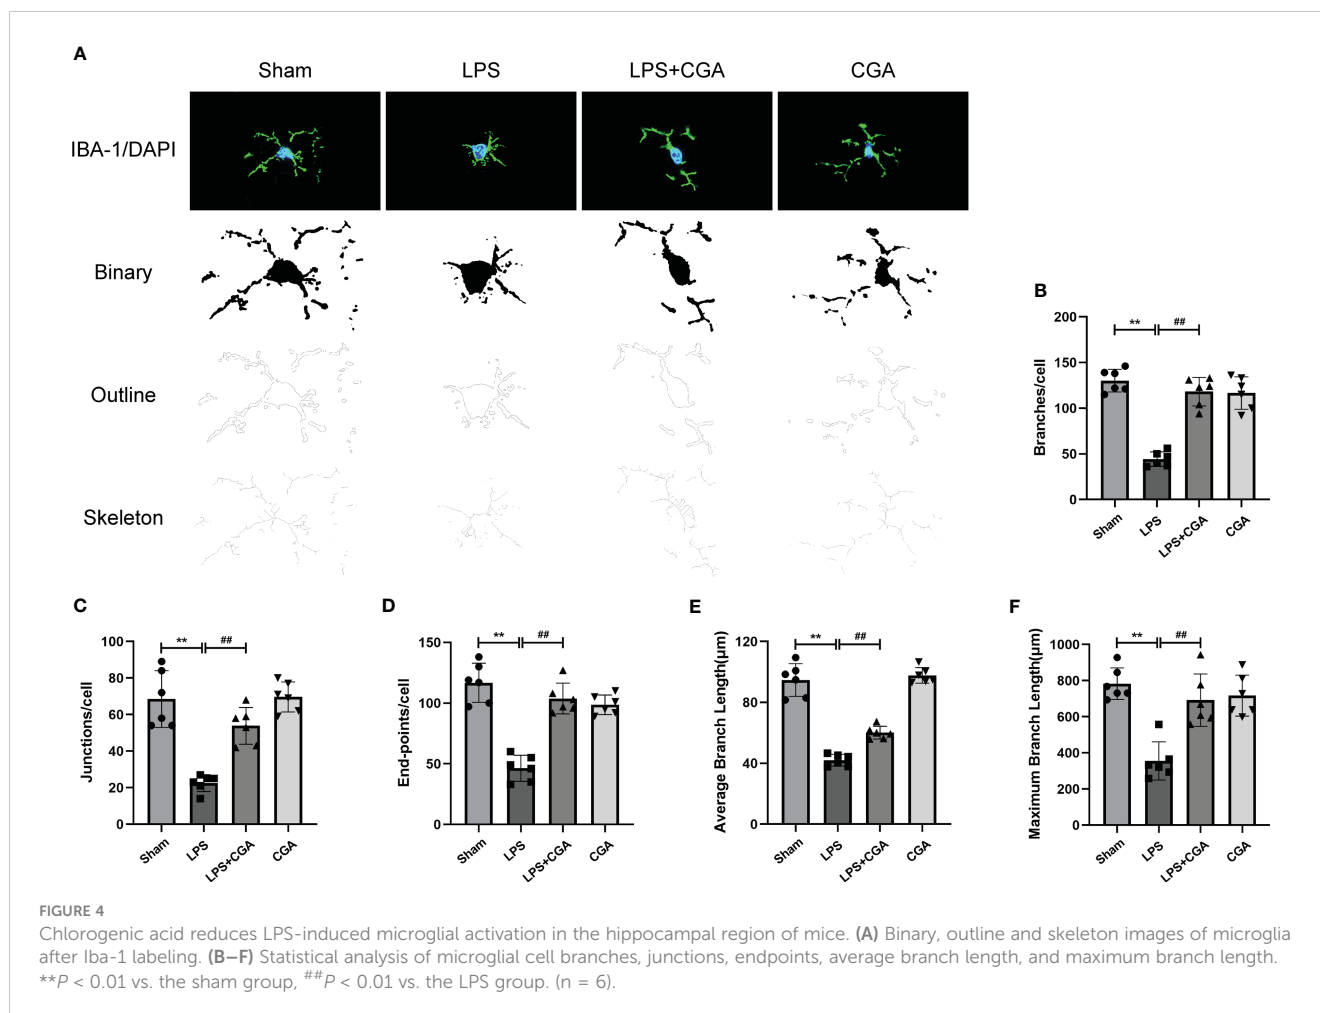 A
Sham LPS LPS+CGA CGA
IBA-1/DAPI
Binary
Outline
Skeleton
B
Branches/cell
200
150
100
50
0
** ##
Sham LPS LPS+CGA CGA
C
Junctions/cell
100
80
60
40
20
0
** ##
Sham LPS LPS+CGA CGA
D
End-points/cell
150
100
50
0
** ##
Sham LPS LPS+CGA CGA
E
Average Branch Length(μm)
120
80
40
0
** ##
Sham LPS LPS+CGA CGA
F
Maximum Branch Length(μm)
1000
800
600
400
200
0
** ##
Sham LPS LPS+CGA CGA
FIGURE 4
Chlorogenic acid reduces LPS-induced microglial activation in the hippocampal region of mice. (A) Binary, outline and skeleton images of microglia
after Iba-1 labeling. (B–F) Statistical analysis of microglial cell branches, junctions, endpoints, average branch length, and maximum branch length.
**P < 0.01 vs. the sham group, ##P < 0.01 vs. the LPS group. (n = 6).